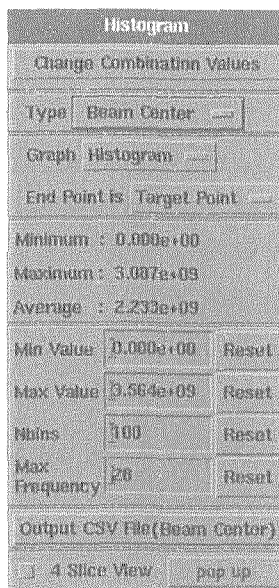 Histogram
Change Combination Values
Type Beam Center
Graph Histogram
End Point is Target Point
Minimum : 0.000e+00
Maximum : 3.087e+09
Average : 2.233e+09
Min Value 0.000e+00 Reset
Max Value 3.564e+09 Reset
Nbins 100 Reset
Max
Frequency 28 Reset
Output CSV File(Beam Center)
4 Slice View pop up